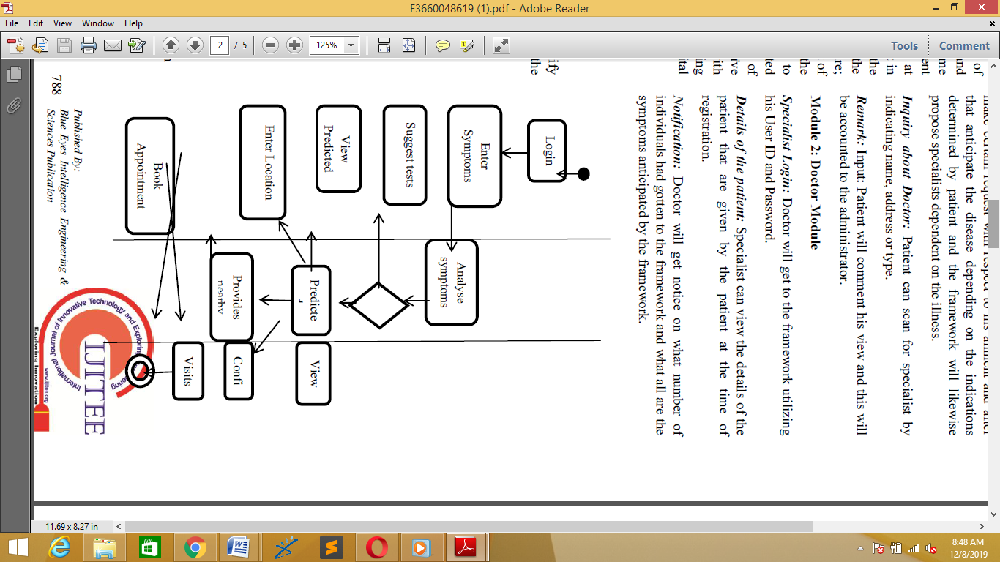 F3660048619 (1).pdf - Adobe Reader
File Edit View Window Help
2 / 5
125%
Tools Comment
of
and
me
ent
at
in
the
the
re;
of
the
to
ted
of
ive
ith
ng
ital
ify
the
make certain request with respect to his ailment and after
that anticipate the disease depending on the indications
determined by patient and the framework will likewise
propose specialists dependent on the illness.
Inquiry about Doctor: Patient can scan for specialist by
indicating name, address or type.
Remark: Input: Patient will comment his view and this will
be accounted to the administrator.
Module 2: Doctor Module
Specialist Login: Doctor will get to the framework utilizing
his User ID and Password.
Details of the patient: Specialist can view the details of the
patient that are given by the patient at the time of
registration.
Notification: Doctor will get notice on what number of
individuals had gotten to the framework and what all are the
symptoms anticipated by the framework.
Login
Enter
Symptoms
Suggest tests
View
Predicted
Enter Location
Book
Appointment
Analyse
symptoms
Predicte
Provides
nearby
View
Confi
Visits
788
Published By:
Blue Eyes Intelligence Engineering &
Sciences Publication
International Journal of Innovative Technology and Exploring Engineering
IJITEE
www.ijitee.org
Exploring Innovation
11.69 x 8.27 in
8:48 AM
12/8/2019